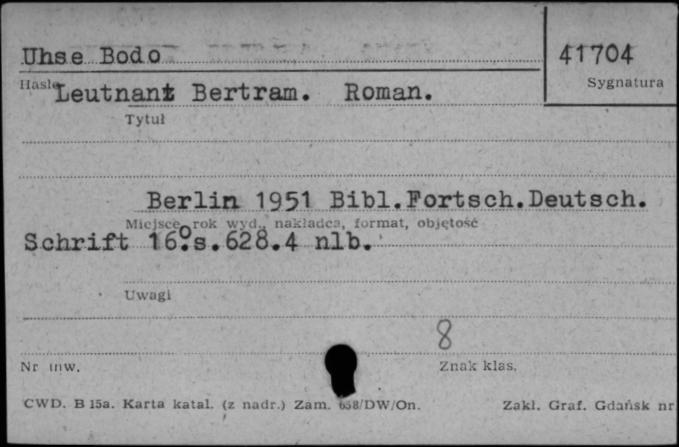 Uhse Bodo
41704
Hasło
Sygnatura
Leutnant Bertram. Roman.
Tytuł
Berlin 1951 Bibl.Fortsch.Deutsch.
Miejsce, rok wyd., nakładca, format, objętość
Schrift 16º.s.628.4 nlb.
Uwagi
8
Nr inw.
Znak klas.
CWD. B 15a. Karta katal. (z nadr.) Zam. 658/DW/On.
Zakł. Graf. Gdańsk nr